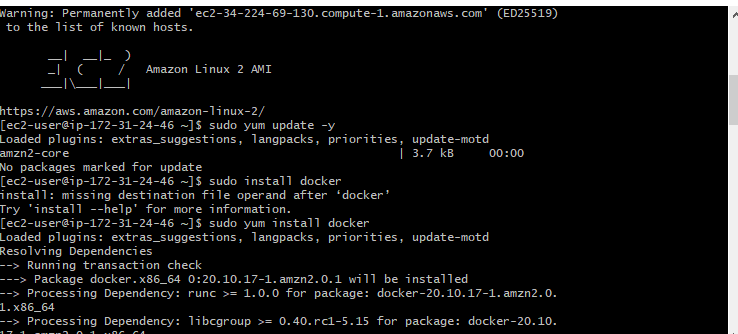 Warning: Permanently added 'ec2-34-224-69-130.compute-1.amazonaws.com' (ED25519)
 to the list of known hosts.
       __|  __|_  )
       _|  (     /   Amazon Linux 2 AMI
      ___|\___|___|
https://aws.amazon.com/amazon-linux-2/
[ec2-user@ip-172-31-24-46 ~]$ sudo yum update -y
Loaded plugins: extras_suggestions, langpacks, priorities, update-motd
amzn2-core                                               | 3.7 kB     00:00
No packages marked for update
[ec2-user@ip-172-31-24-46 ~]$ sudo install docker
install: missing destination file operand after ‘docker’
Try 'install --help' for more information.
[ec2-user@ip-172-31-24-46 ~]$ sudo yum install docker
Loaded plugins: extras_suggestions, langpacks, priorities, update-motd
Resolving Dependencies
--> Running transaction check
---> Package docker.x86_64 0:20.10.17-1.amzn2.0.1 will be installed
--> Processing Dependency: runc >= 1.0.0 for package: docker-20.10.17-1.amzn2.0.
1.x86_64
--> Processing Dependency: libcgroup >= 0.40.rc1-5.15 for package: docker-20.10.
17-1.amzn2.0.1.x86_64